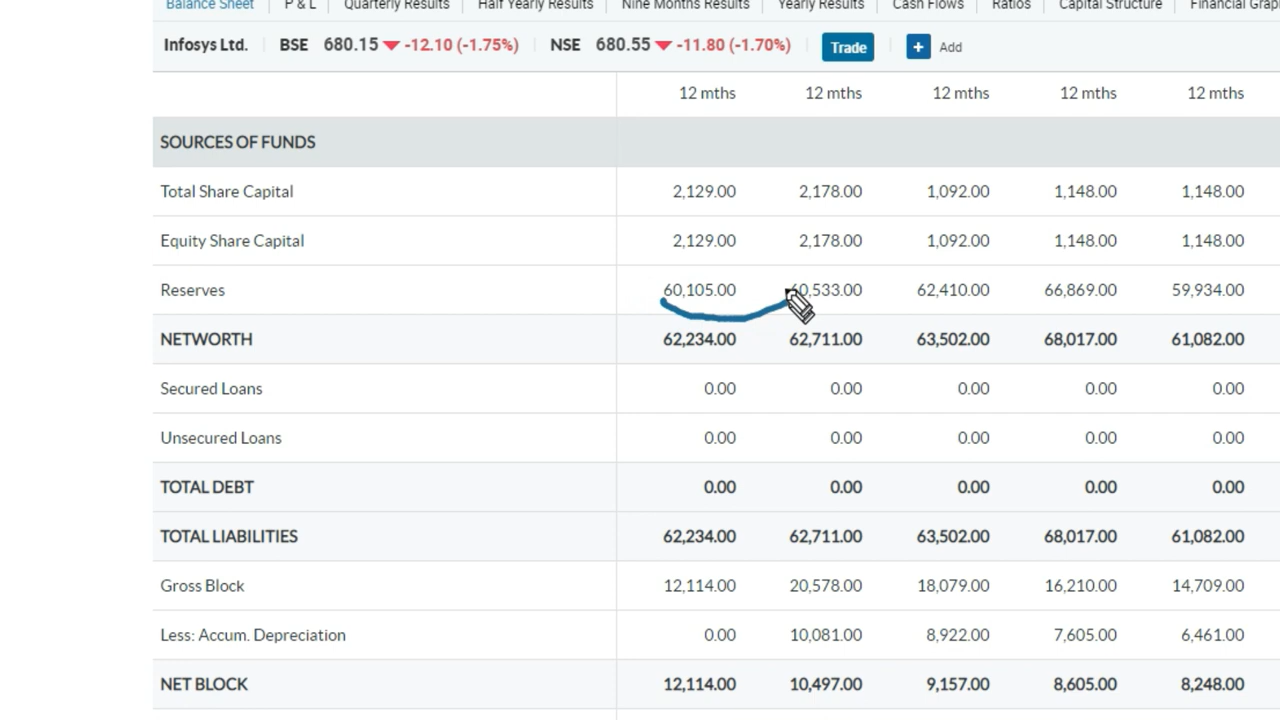 Balance Sheet P & L Quarterly Results Half Yearly Results Nine Months Results Yearly Results Cash Flows Ratios Capital Structure Financial Grap
Infosys Ltd. BSE 680.15 -12.10 (-1.75%) NSE 680.55 -11.80 (-1.70%) Trade + Add
12 mths 12 mths 12 mths 12 mths 12 mths
SOURCES OF FUNDS
Total Share Capital 2,129.00 2,178.00 1,092.00 1,148.00 1,148.00
Equity Share Capital 2,129.00 2,178.00 1,092.00 1,148.00 1,148.00
Reserves 60,105.00 60,533.00 62,410.00 66,869.00 59,934.00
NETWORTH 62,234.00 62,711.00 63,502.00 68,017.00 61,082.00
Secured Loans 0.00 0.00 0.00 0.00 0.00
Unsecured Loans 0.00 0.00 0.00 0.00 0.00
TOTAL DEBT 0.00 0.00 0.00 0.00 0.00
TOTAL LIABILITIES 62,234.00 62,711.00 63,502.00 68,017.00 61,082.00
Gross Block 12,114.00 20,578.00 18,079.00 16,210.00 14,709.00
Less: Accum. Depreciation 0.00 10,081.00 8,922.00 7,605.00 6,461.00
NET BLOCK 12,114.00 10,497.00 9,157.00 8,605.00 8,248.00